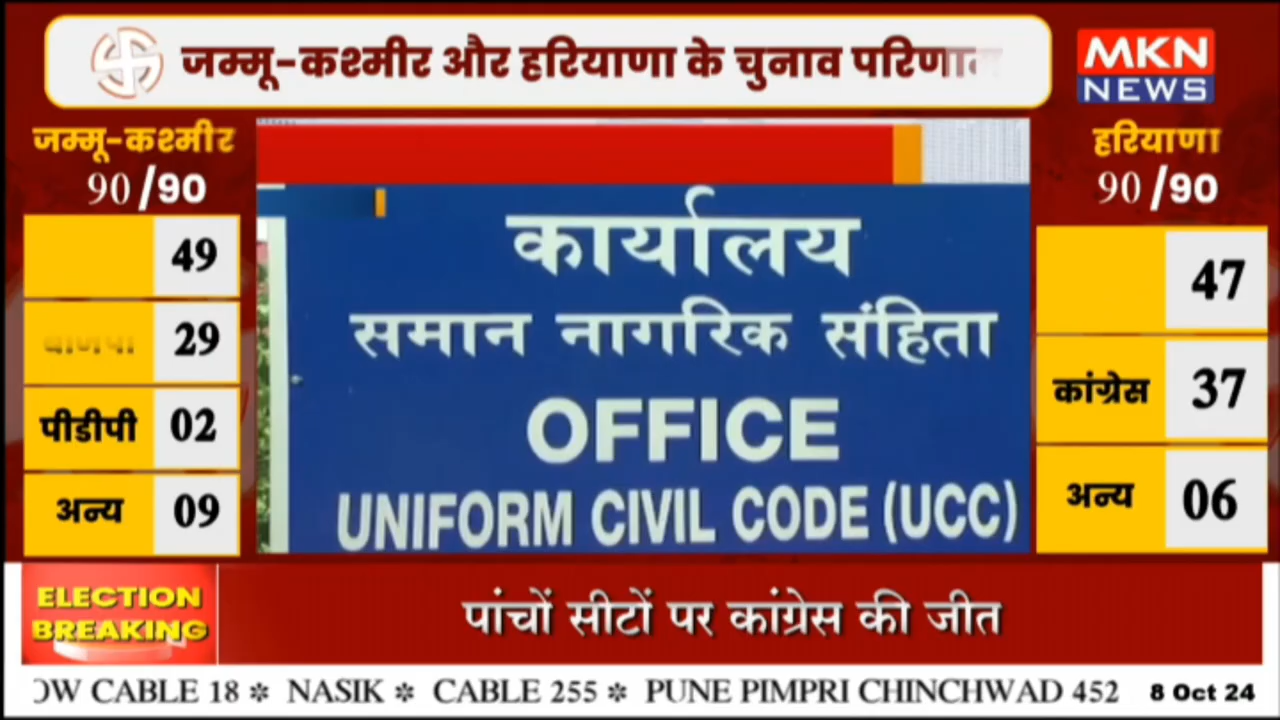 जम्मू-कश्मीर और हरियाणा के चुनाव
MKN
NEWS
जम्मू-कश्मीर
90/90
49
29
पीडीपी 02
अन्य 09
कार्यालय
समान नागरिक संहिता
OFFICE
UNIFORM CIVIL CODE (UCC)
हरियाणा
90/90
47
कांग्रेस 37
अन्य 06
ELECTION
BREAKING
पांचों सीटों पर कांग्रेस की जीत
CABLE 18 * NASIK * CABLE 255 * PUNE PIMPRI CHINCHWAD 452
8 Oct 24